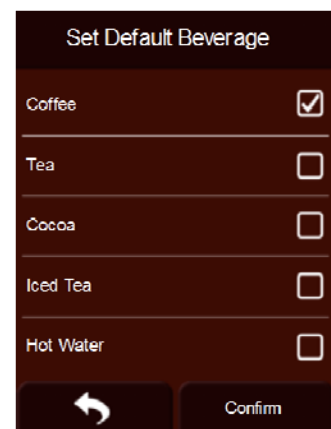 Set Default Beverage
Coffee
Tea
Cocoa
Iced Tea
Hot Water
Confirm